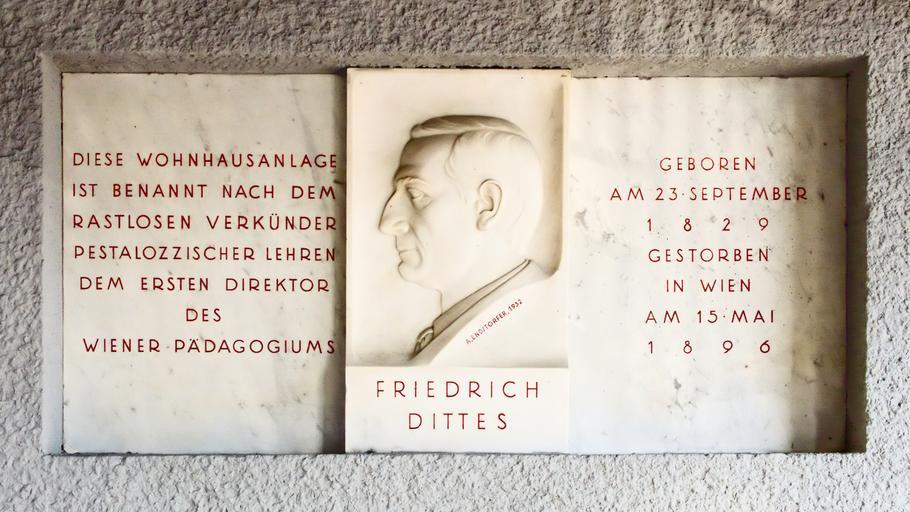 DIESE WOHNHAUSANLAGE
IST BENANNT NACH DEM
RASTLOSEN VERKÜNDER
PESTALOZZISCHER LEHREN
DEM ERSTEN DIREKTOR
DES
WIENER PÄDAGOGIUMS
A. ENDSTORFER. 1932
FRIEDRICH
DITTES
GEBOREN
AM 23·SEPTEMBER
1 8 2 9
GESTORBEN
IN WIEN
AM 15·MAI
1 8 9 6